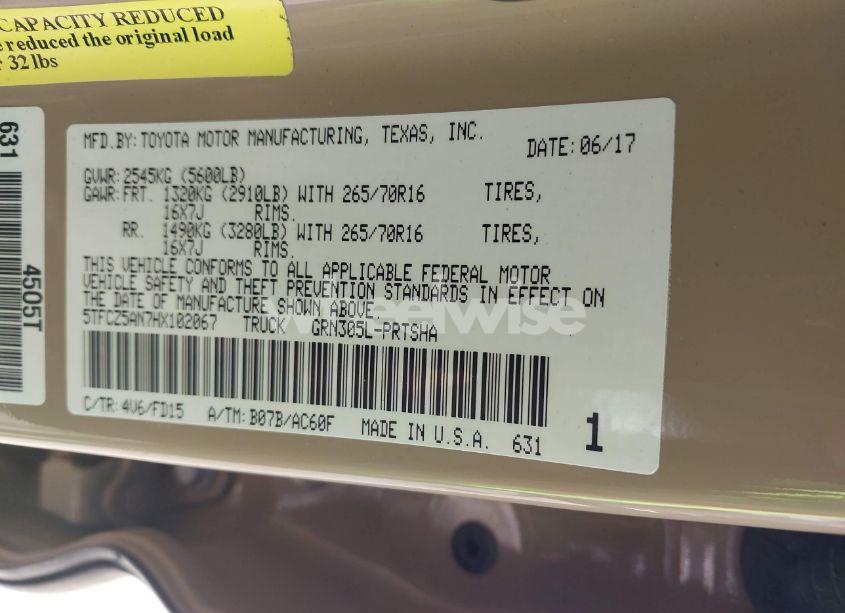 CAPACITY REDUCED
reduced the original load
32 lbs
631
4505T
MFD.BY: TOYOTA MOTOR MANUFACTURING, TEXAS, INC.
DATE: 06/17
GVWR: 2545KG (5600LB)
GAWR: FRT. 1320KG (2910LB) WITH 265/70R16 TIRES,
16X7J RIMS.
RR. 1490KG (3280LB) WITH 265/70R16 TIRES,
16X7J RIMS.
THIS VEHICLE CONFORMS TO ALL APPLICABLE FEDERAL MOTOR
VEHICLE SAFETY AND THEFT PREVENTION STANDARDS IN EFFECT ON
THE DATE OF MANUFACTURE SHOWN ABOVE.
5TFCZ5AN7HX102067 TRUCK GRN305L-PRTSHA
wheelwise
C/TR: 4V6/FD15 A/TM: B07B/AC60F MADE IN U.S.A. 631 1